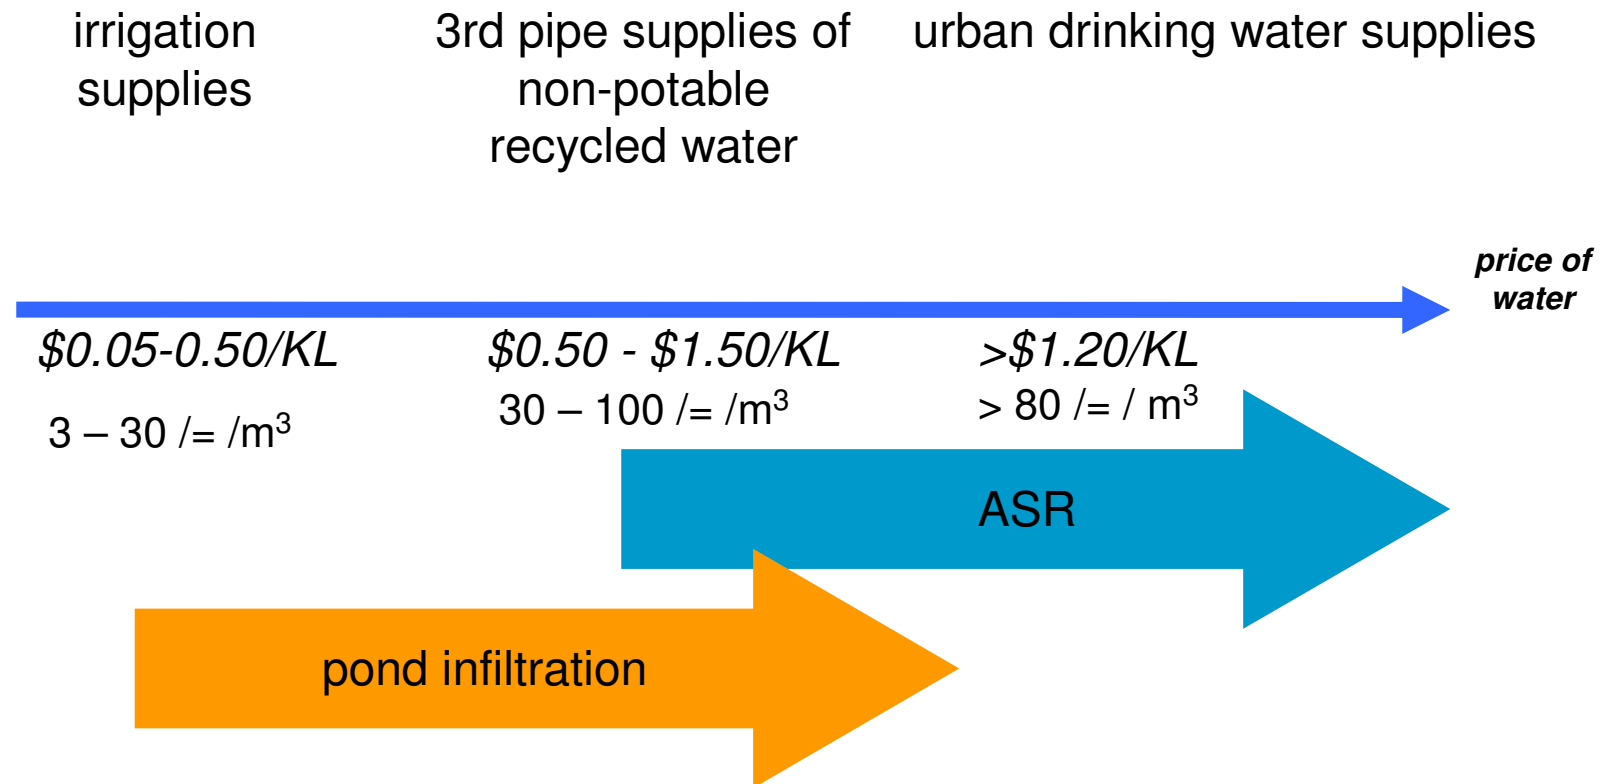 irrigation
supplies
3rd pipe supplies of
non-potable
recycled water
urban drinking water supplies
price of
water
$0.05-0.50/KL
$0.50 - $1.50/KL
>$1.20/KL
3 – 30 /= /m³
30 – 100 /= /m³
> 80 /= / m³
ASR
pond infiltration